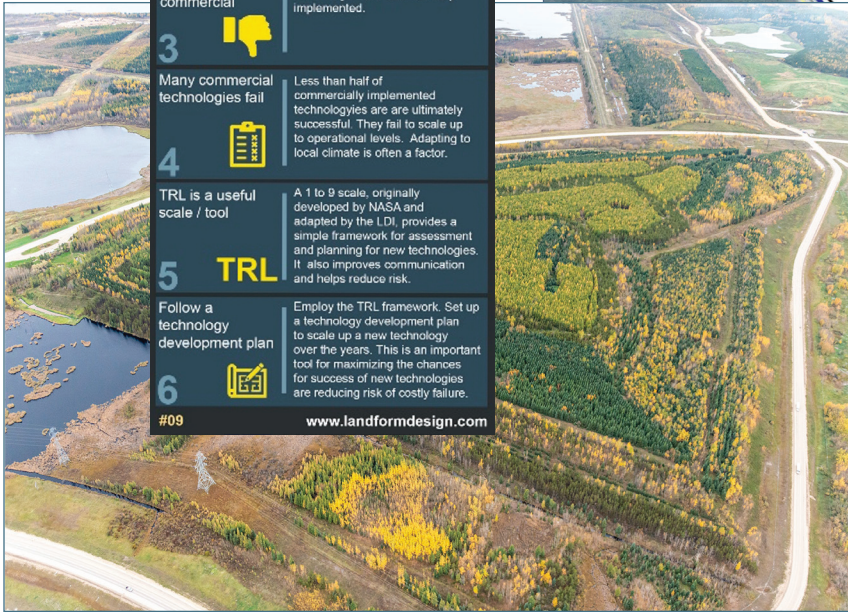 commercial
implemented.
3
Many commercial
technologies fail
Less than half of
commercially implemented
technologyies are are ultimately
successful. They fail to scale up
to operational levels. Adapting to
local climate is often a factor.
4
TRL is a useful
scale / tool
A 1 to 9 scale, originally
developed by NASA and
adapted by the LDI, provides a
simple framework for assessment
and planning for new technologies.
It also improves communication
and helps reduce risk.
5
TRL
Follow a
technology
development plan
Employ the TRL framework. Set up
a technology development plan
to scale up a new technology
over the years. This is an important
tool for maximizing the chances
for success of new technologies
are reducing risk of costly failure.
6
#09
www.landformdesign.com